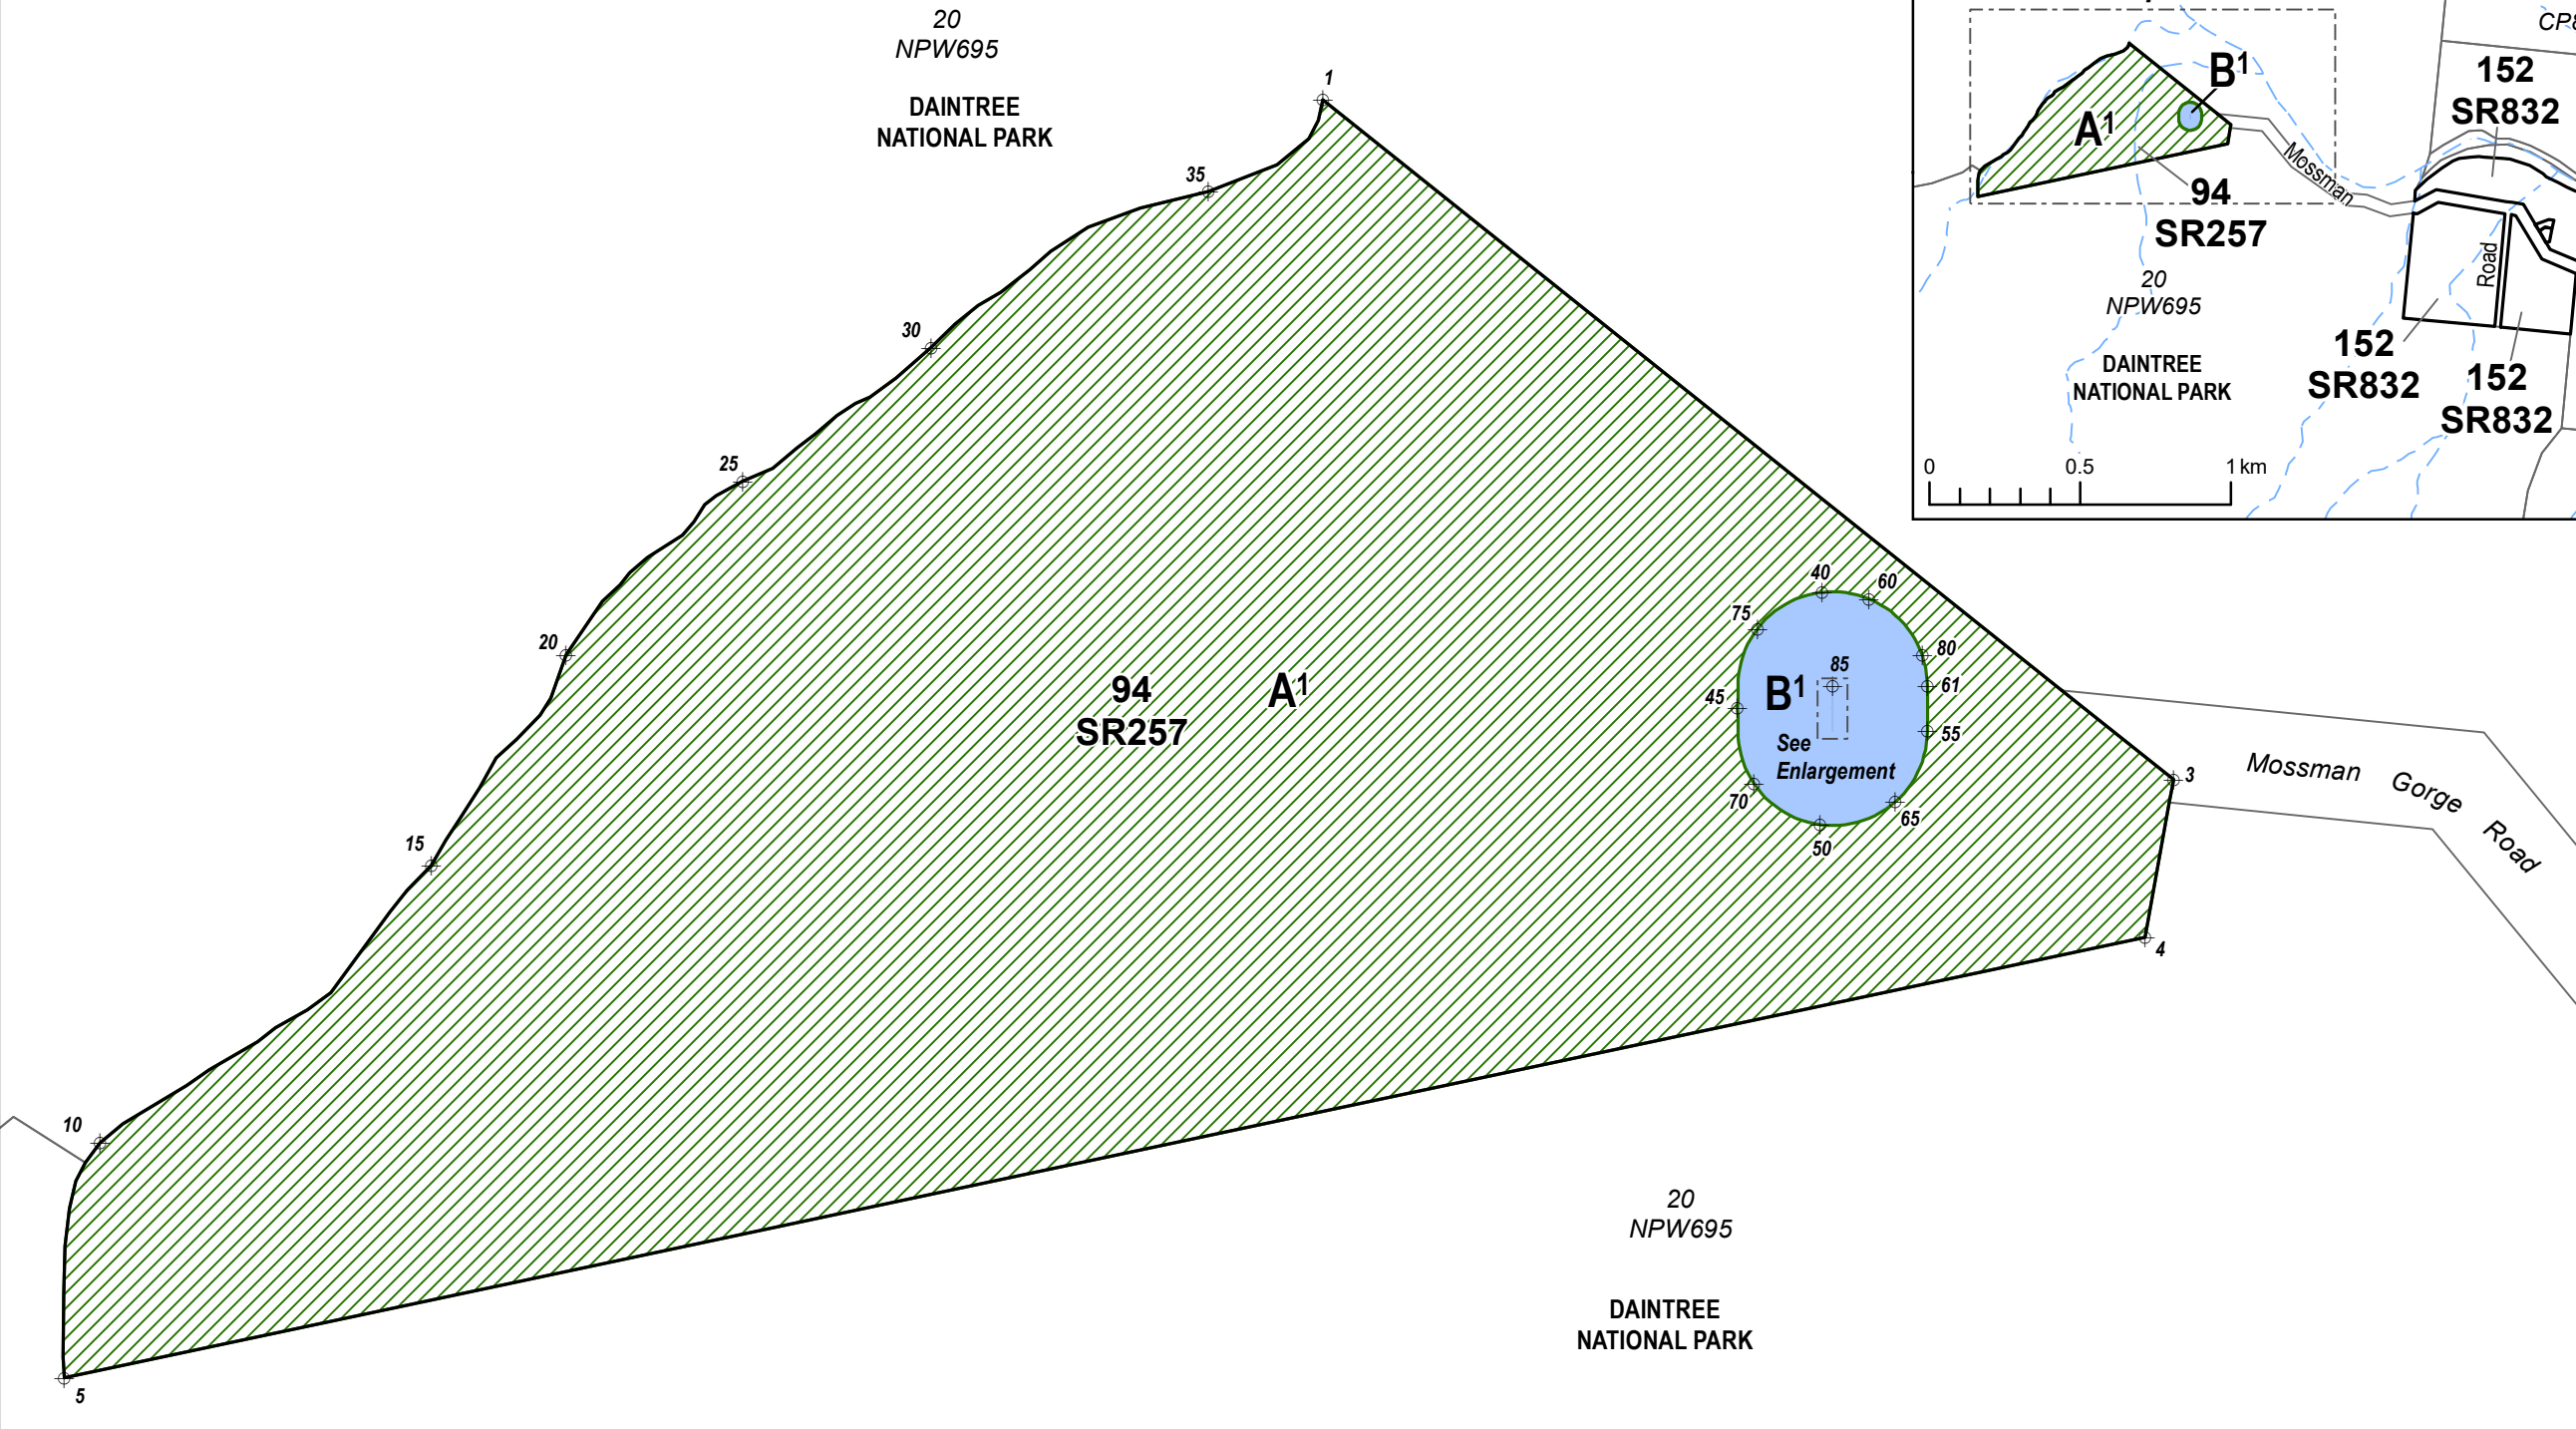 20
NPW695
DAINTREE
NATIONAL PARK
1
35
30
25
20
15
10
5
94
SR257
A1
40
60
75
80
85
B1
61
45
55
See
Enlargement
70
65
50
3
4
Mossman Gorge Road
20
NPW695
DAINTREE
NATIONAL PARK
B1
A1
94
SR257
Mossman
152
SR832
Road
20
NPW695
DAINTREE
NATIONAL PARK
152
SR832
152
SR832
0
0.5
1 km